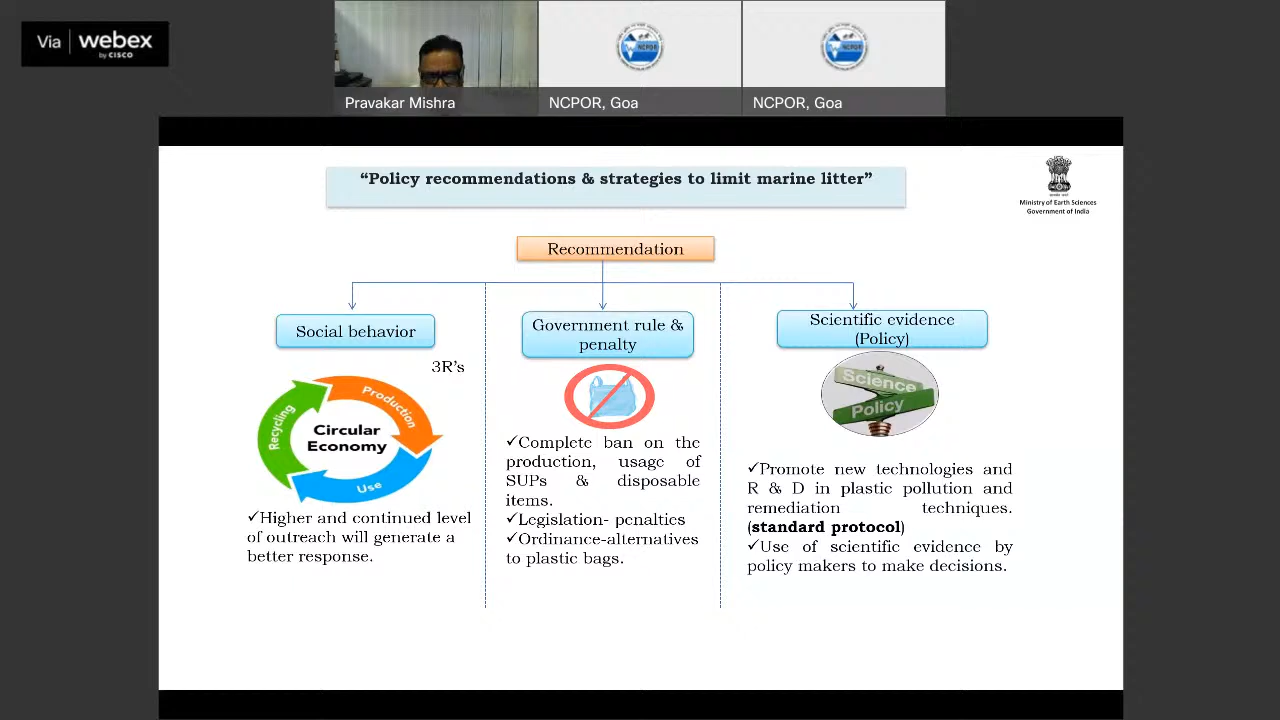 Via webex
by CISCO
Pravakar Mishra
NCPOR, Goa
NCPOR, Goa
NCPOR
NCPOR
“Policy recommendations & strategies to limit marine litter”
Ministry of Earth Sciences
Government of India
Recommendation
Social behavior
3R’s
Production
Recycling
Use
Circular
Economy
✓Higher and continued level
of outreach will generate a
better response.
Government rule &
penalty
✓Complete ban on the
production, usage of
SUPs & disposable
items.
✓Legislation- penalties
✓Ordinance-alternatives
to plastic bags.
Scientific evidence
(Policy)
Science
Policy
✓Promote new technologies and
R & D in plastic pollution and
remediation techniques.
(standard protocol)
✓Use of scientific evidence by
policy makers to make decisions.